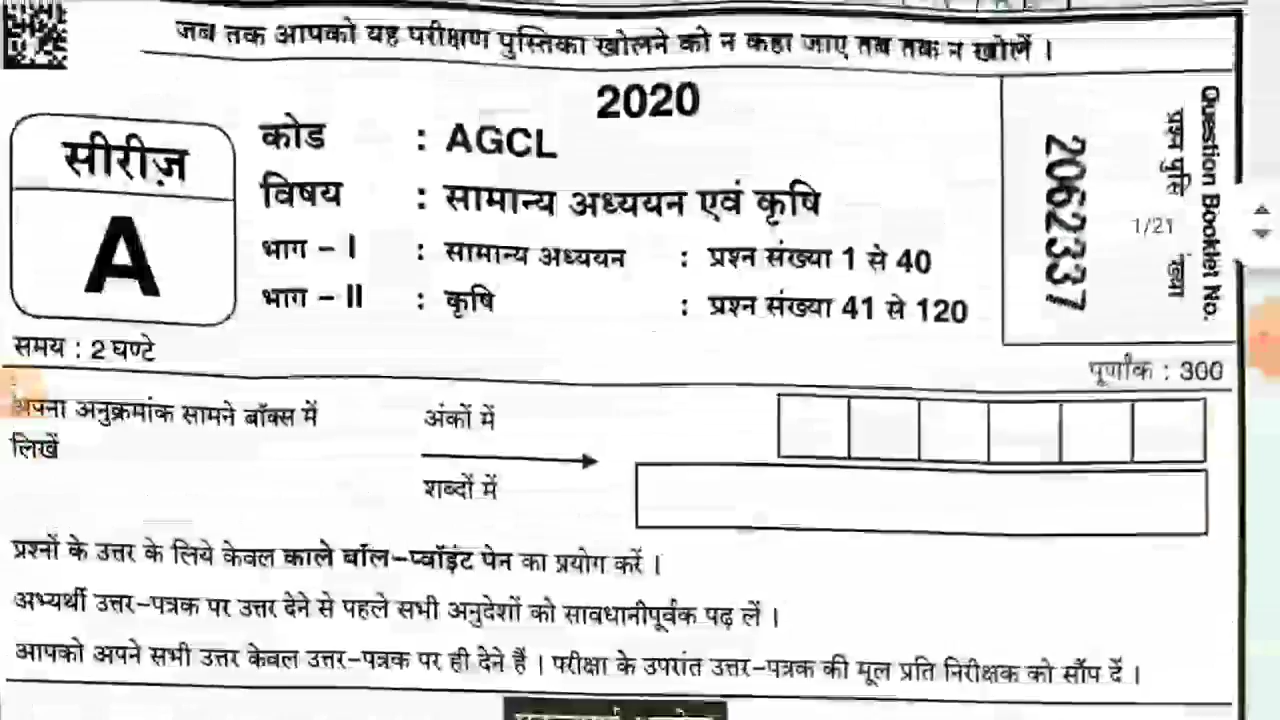 जब तक आपको यह परीक्षण पुस्तिका खोलने को न कहा जाए तब तक न खोलें ।
2020
सीरीज़
A
कोड : AGCL
विषय : सामान्य अध्ययन एवं कृषि
भाग – I : सामान्य अध्ययन : प्रश्न संख्या 1 से 40
भाग – II : कृषि : प्रश्न संख्या 41 से 120
Question Booklet No.
प्रश्न पुस्ति
2062337
1/21
समय : 2 घण्टे
पूर्णांक : 300
अपना अनुक्रमांक सामने बॉक्स में
लिखें
अंकों में
शब्दों में
प्रश्नों के उत्तर के लिये केवल काले बॉल-प्वॉइंट पेन का प्रयोग करें ।
अभ्यर्थी उत्तर-पत्रक पर उत्तर देने से पहले सभी अनुदेशों को सावधानीपूर्वक पढ़ लें ।
आपको अपने सभी उत्तर केवल उत्तर-पत्रक पर ही देने हैं । परीक्षा के उपरांत उत्तर-पत्रक की मूल प्रति निरीक्षक को सौंप दें ।